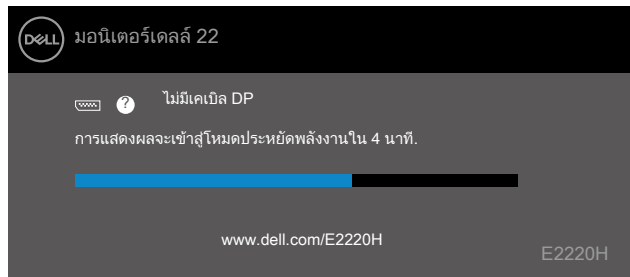 DELL
มอนิเตอร์เดลล์ 22
? ไม่มีเคเบิล DP
การแสดงผลจะเข้าสู่โหมดประหยัดพลังงานใน 4 นาที.
www.dell.com/E2220H
E2220H